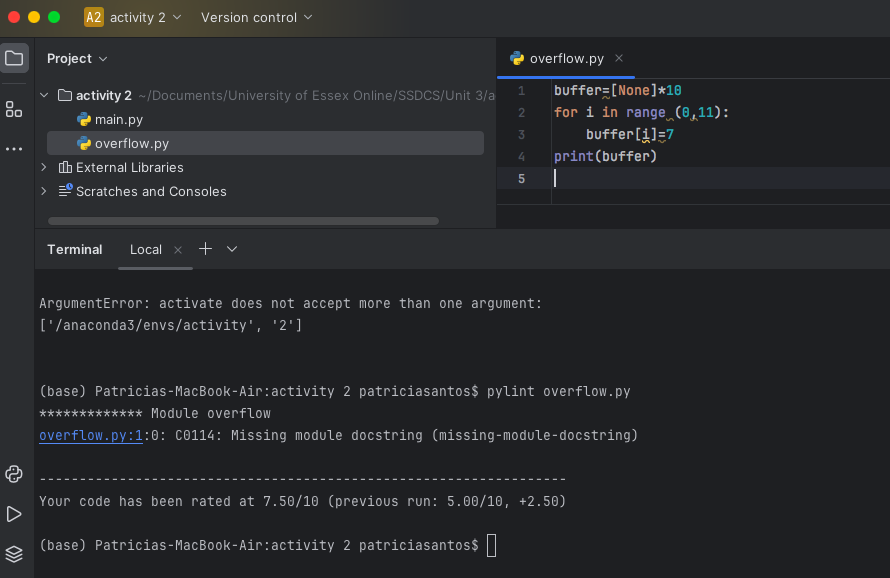 A2 activity 2 Version control
Project
activity 2 ~/Documents/University of Essex Online/SSDCS/Unit 3/a
main.py
overflow.py
External Libraries
Scratches and Consoles
overflow.py
1 buffer=[None]*10
2 for i in range (0,11):
3     buffer[i]=7
4 print(buffer)
5
Terminal Local
ArgumentError: activate does not accept more than one argument:
['/anaconda3/envs/activity', '2']
(base) Patricias-MacBook-Air:activity 2 patriciasantos$ pylint overflow.py
************* Module overflow
overflow.py:1:0: C0114: Missing module docstring (missing-module-docstring)
------------------------------------------------------------------
Your code has been rated at 7.50/10 (previous run: 5.00/10, +2.50)
(base) Patricias-MacBook-Air:activity 2 patriciasantos$